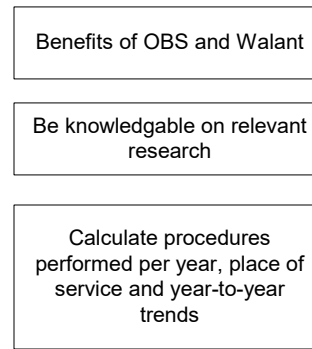 Benefits of OBS and Walant
Be knowledgable on relevant
research
Calculate procedures
performed per year, place of
service and year-to-year
trends